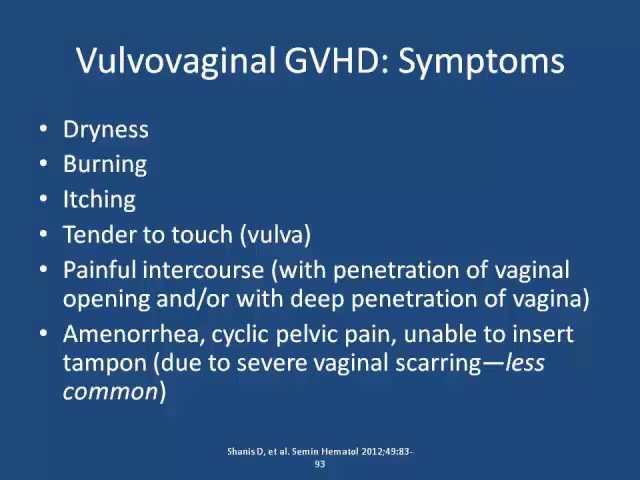 Vulvovaginal GVHD: Symptoms
• Dryness
• Burning
• Itching
• Tender to touch (vulva)
• Painful intercourse (with penetration of vaginal
opening and/or with deep penetration of vagina)
• Amenorrhea, cyclic pelvic pain, unable to insert
tampon (due to severe vaginal scarring—less
common)
Shanis D, et al. Semin Hematol 2012;49:83-
93